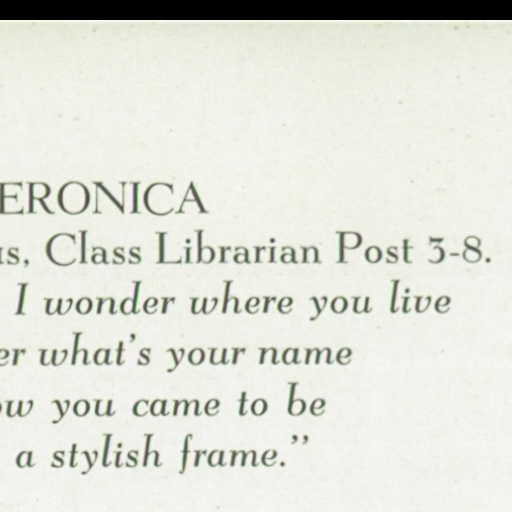 ERONICA
s, Class Librarian Post 3-8.
I wonder where you live
er what's your name
ow you came to be
a stylish frame."